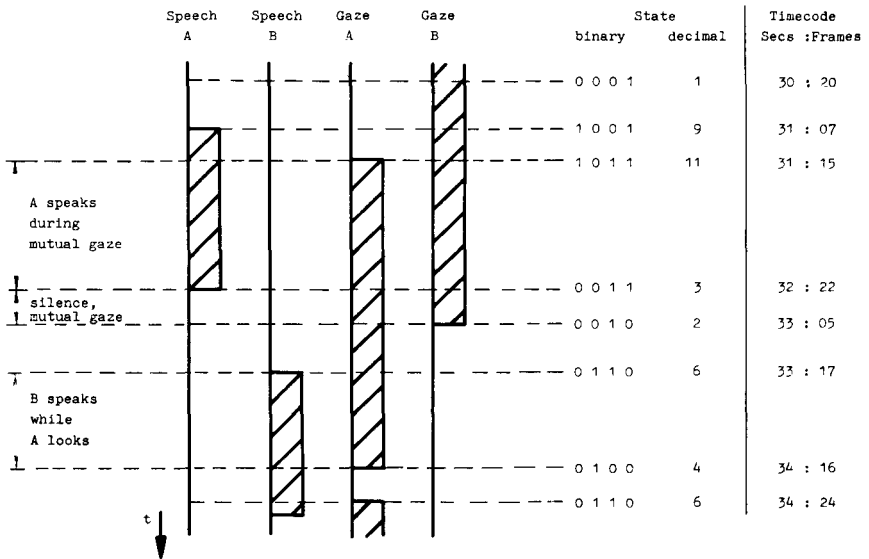 Speech Speech Gaze Gaze State Timecode
A B A B binary decimal Secs :Frames
0 0 0 1 1 30 : 20
1 0 0 1 9 31 : 07
1 0 1 1 11 31 : 15
A speaks
during
mutual gaze
0 0 1 1 3 32 : 22
silence,
mutual gaze
0 0 1 0 2 33 : 05
0 1 1 0 6 33 : 17
B speaks
while
A looks
0 1 0 0 4 34 : 16
0 1 1 0 6 34 : 24
t